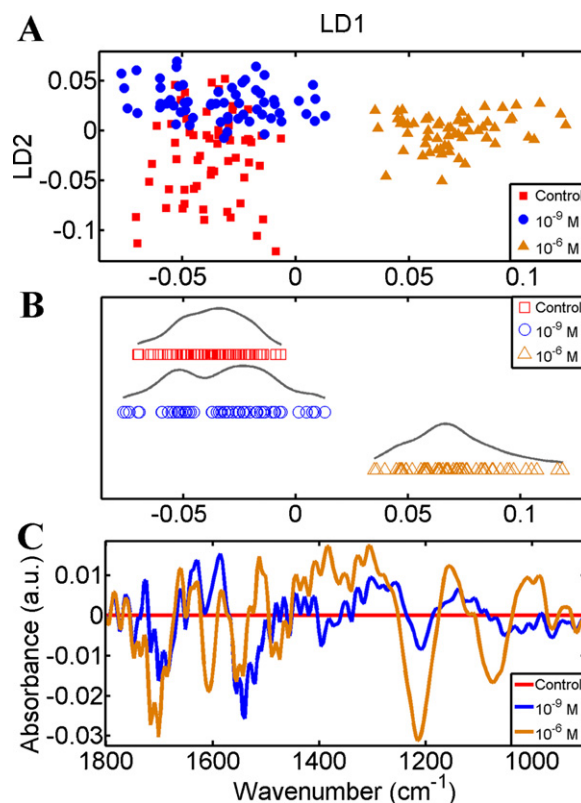 A
LD1
LD2
0.05
0
-0.05
-0.1
Control
10⁻⁹ M
10⁻⁶ M
-0.05 0 0.05 0.1
B
Control
10⁻⁹ M
10⁻⁶ M
-0.05 0 0.05 0.1
C
Absorbance (a.u.)
0.01
0
-0.01
-0.02
-0.03
Control
10⁻⁹ M
10⁻⁶ M
1800 1600 1400 1200 1000
Wavenumber (cm⁻¹)